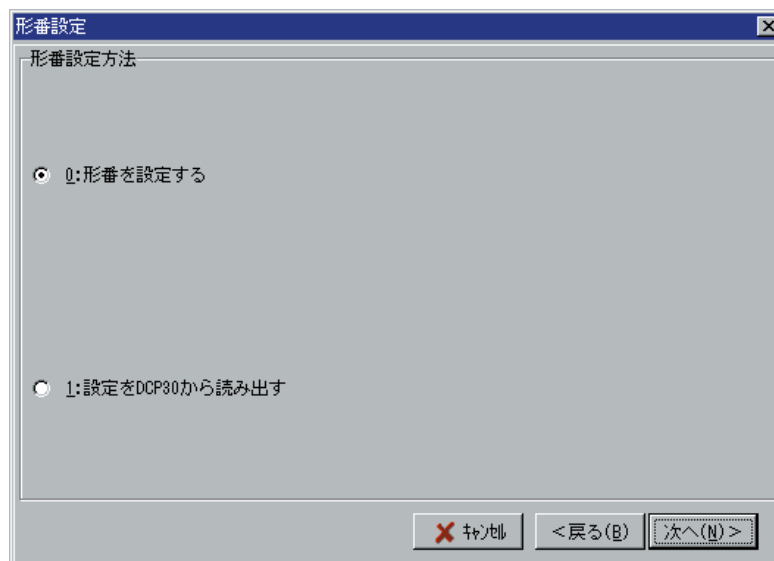 形番設定
形番設定方法
0:形番を設定する
1:設定をDCP30から読み出す
ｷｬﾝｾﾙ
<戻る(B)
次へ(N)>